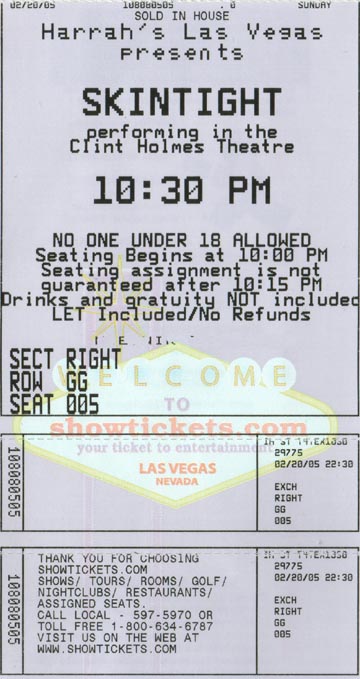 02/20/05 108080505 0 SUNDAY
SOLD IN HOUSE
Harrah's Las Vegas
presents
SKINTIGHT
performing in the
Clint Holmes Theatre
10:30 PM
NO ONE UNDER 18 ALLOWED
Seating Begins at 10:00 PM
Seating assignment is not
guaranteed after 10:15 PM
Drinks and gratuity NOT included
LET Included/No Refunds
SECT RIGHT
ROW GG
SEAT 005
WELCOME
TO
showtickets.com
your ticket to entertainment
LAS VEGAS
NEVADA
108080505
29775
02/20/05 22:30
EXCH
RIGHT
GG
005
108080505
THANK YOU FOR CHOOSING
SHOWTICKETS.COM
SHOWS/ TOURS/ ROOMS/ GOLF/
NIGHTCLUBS/ RESTAURANTS/
ASSIGNED SEATS.
CALL LOCAL - 597-5970 OR
TOLL FREE 1-800-634-6787
VISIT US ON THE WEB AT
WWW.SHOWTICKETS.COM
29775
02/20/05 22:30
EXCH
RIGHT
GG
005